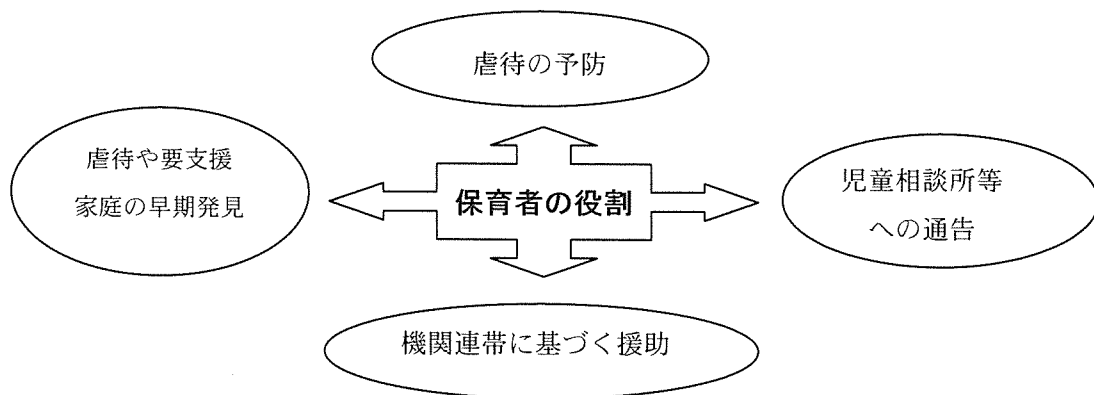 虐待の予防
虐待や要支援
家庭の早期発見
保育者の役割
児童相談所等
への通告
機関連帯に基づく援助